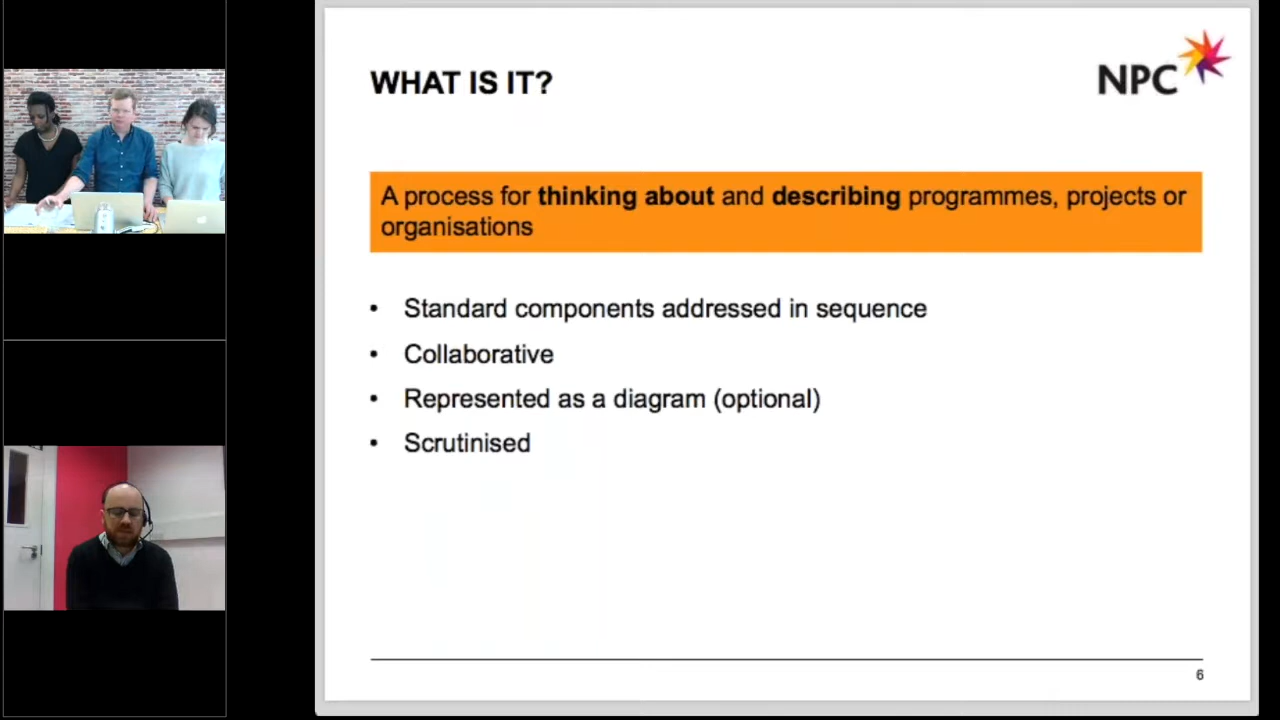 WHAT IS IT?
NPC
A process for thinking about and describing programmes, projects or
organisations
• Standard components addressed in sequence
• Collaborative
• Represented as a diagram (optional)
• Scrutinised
6